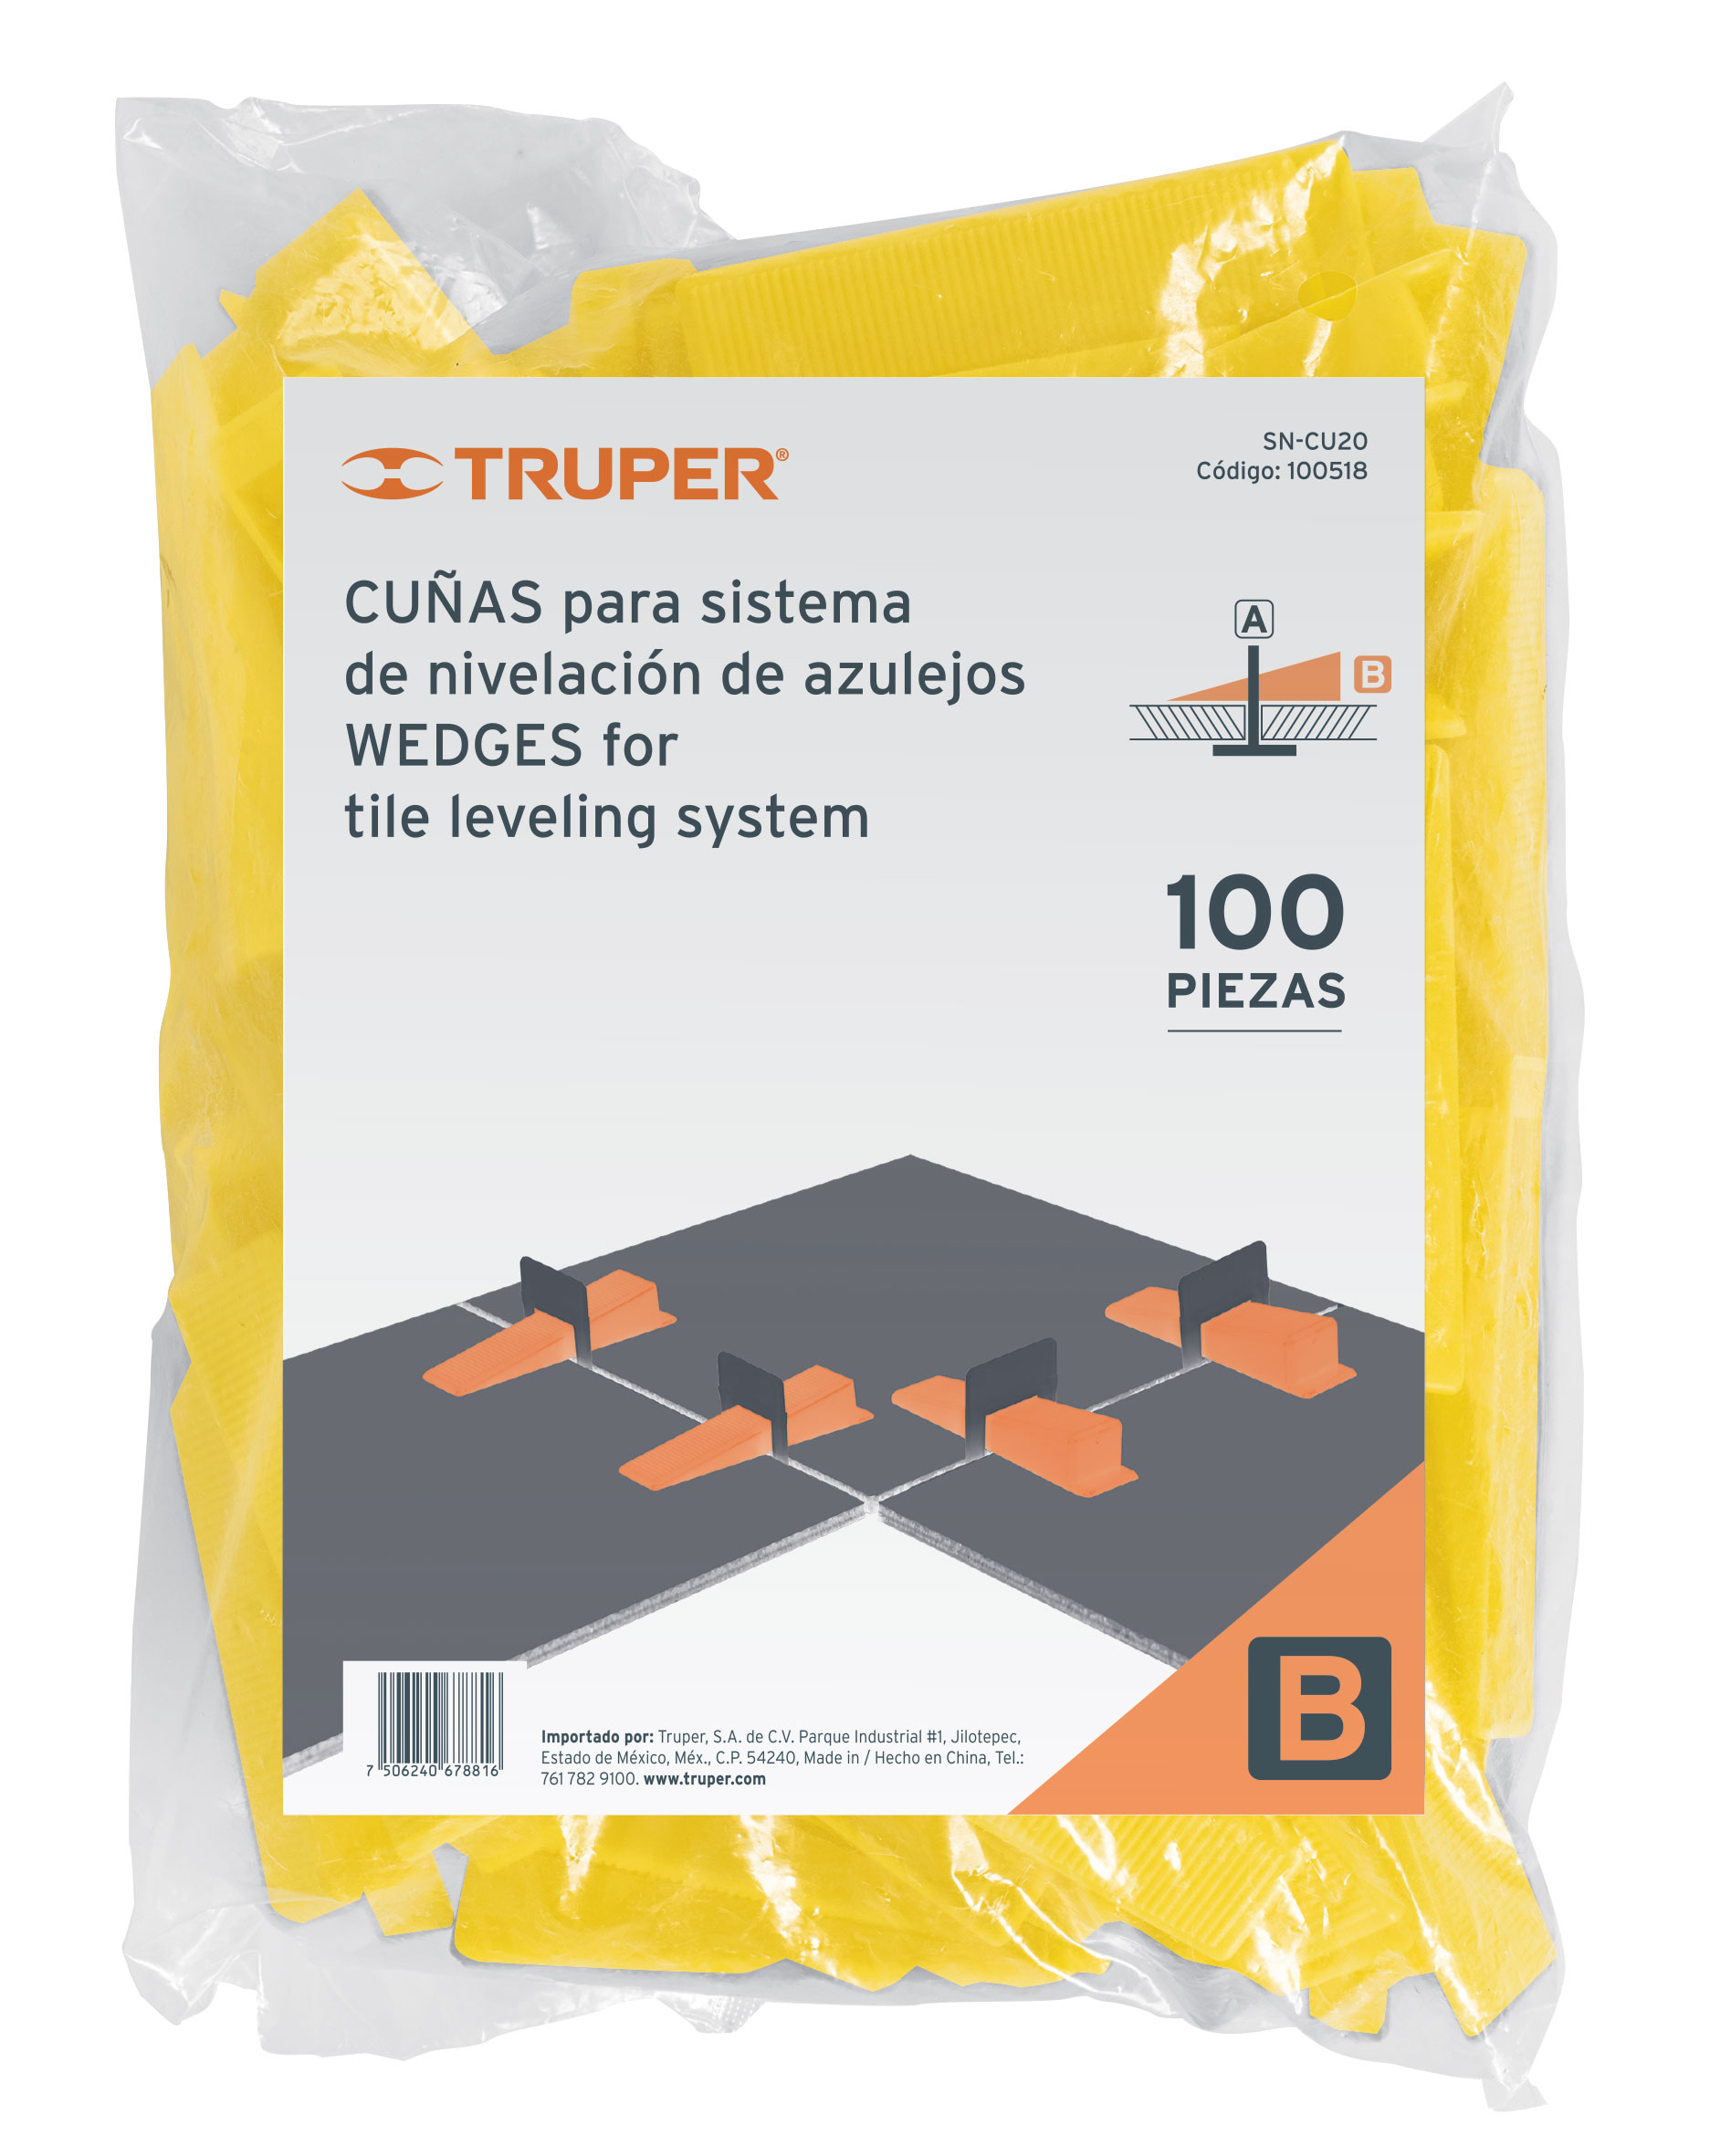 TRUPER®
SN-CU20
Código: 100518
CUÑAS para sistema
de nivelación de azulejos
WEDGES for
tile leveling system
A
B
100
PIEZAS
B
7 506240 678816
Importado por: Truper, S.A. de C.V. Parque Industrial #1, Jilotepec,
Estado de México, Méx., C.P. 54240, Made in / Hecho en China, Tel.:
761 782 9100. www.truper.com